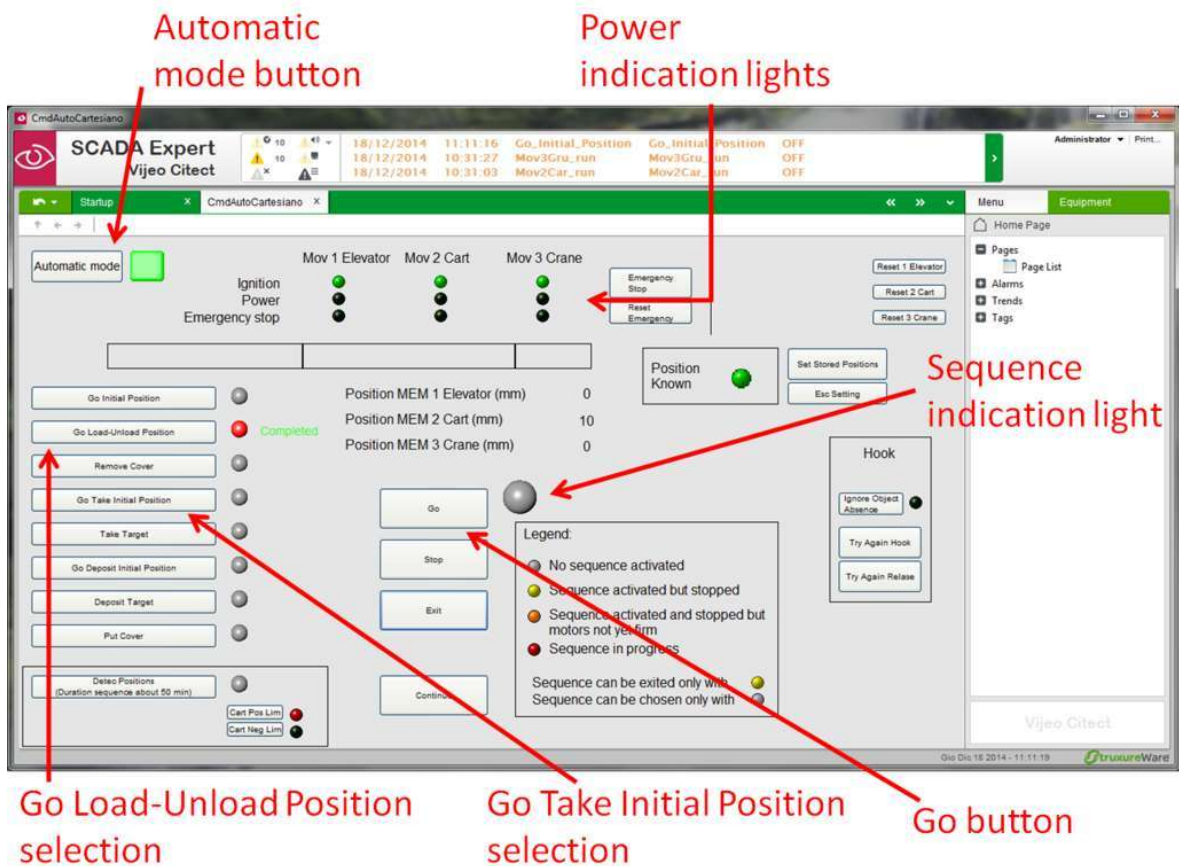 Automatic
mode button
Power
indication lights
CmdAutoCartesiano
SCADA Expert
Vijeo Citect
10
10
18/12/2014 11:11:16 Go_Initial_Position Go_Initial_Position OFF
18/12/2014 10:31:27 Mov3Gru_run Mov3Gru_run OFF
18/12/2014 10:31:03 Mov2Car_run Mov2Car_run OFF
Administrator Print...
Startup x CmdAutoCartesiano x
Menu Equipment
Home Page
Pages
Page List
Alarms
Trends
Tags
Automatic mode
Mov 1 Elevator Mov 2 Cart Mov 3 Crane
Ignition
Power
Emergency stop
Emergency
Stop
Reset
Emergency
Reset 1 Elevator
Reset 2 Cart
Reset 3 Crane
Position
Known
Set Stored Positions
Esc Setting
Sequence
indication light
Go Initial Position
Go Load-Unload Position
Completed
Remove Cover
Go Take Initial Position
Take Target
Go Deposit Initial Position
Deposit Target
Put Cover
Position MEM 1 Elevator (mm) 0
Position MEM 2 Cart (mm) 10
Position MEM 3 Crane (mm) 0
Go
Stop
Exit
Continue
Legend:
No sequence activated
Sequence activated but stopped
Sequence activated and stopped but
motors not yet firm
Sequence in progress
Sequence can be exited only with
Sequence can be chosen only with
Hook
Ignore Object
Absence
Try Again Hook
Try Again Relase
Detec Positions
(Duration sequence about 50 min)
Cart Pos Lim
Cart Neg Lim
Vijeo Citect
Gio Dic 18 2014 - 11:11:19
StruxureWare
Go Load-Unload Position
selection
Go Take Initial Position
selection
Go button